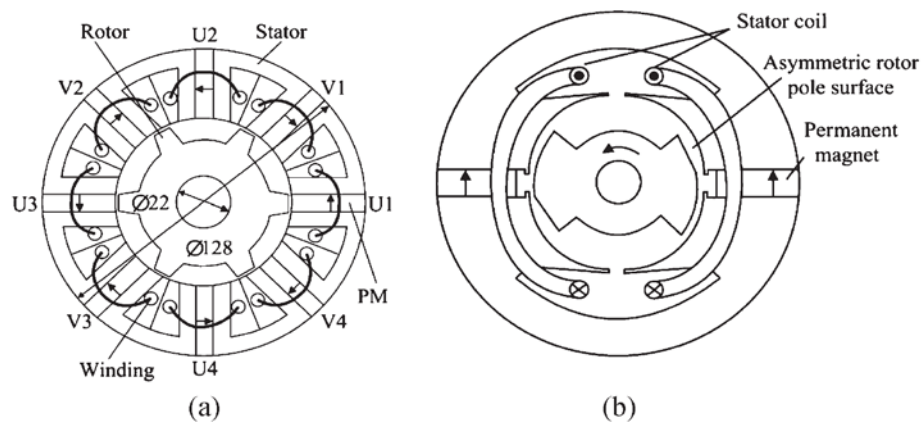 Rotor
U2
Stator
V2
V1
U3
Ø22
U1
Ø128
PM
V3
V4
Winding
U4
(a)
Stator coil
Asymmetric rotor
pole surface
Permanent
magnet
(b)